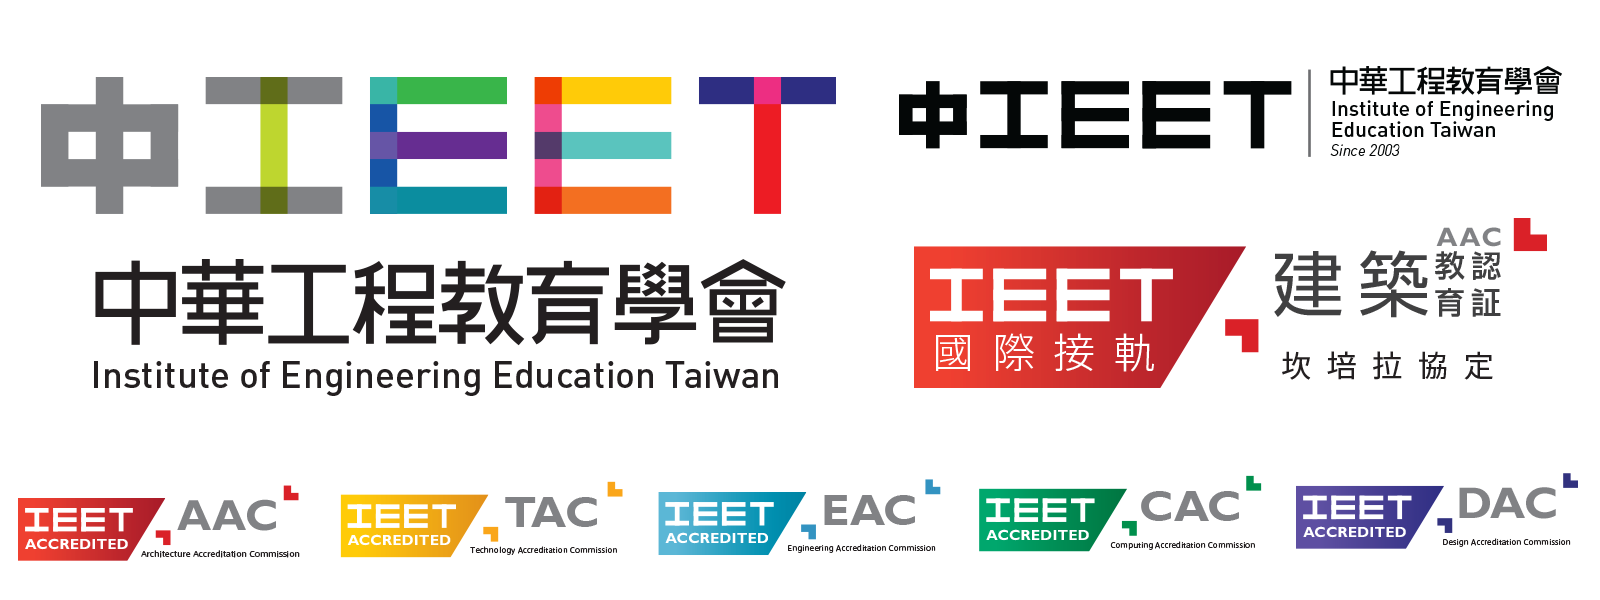 中IEET
中華工程教育學會
Institute of Engineering Education Taiwan
中IEET
中華工程教育學會
Institute of Engineering
Education Taiwan
Since 2003
IEET
國際接軌
建築
AAC
教認
育証
坎培拉協定
IEET
ACCREDITED
AAC
Architecture Accreditation Commission
IEET
ACCREDITED
TAC
Technology Accreditation Commission
IEET
ACCREDITED
EAC
Engineering Accreditation Commission
IEET
ACCREDITED
CAC
Computing Accreditation Commission
IEET
ACCREDITED
DAC
Design Accreditation Commission